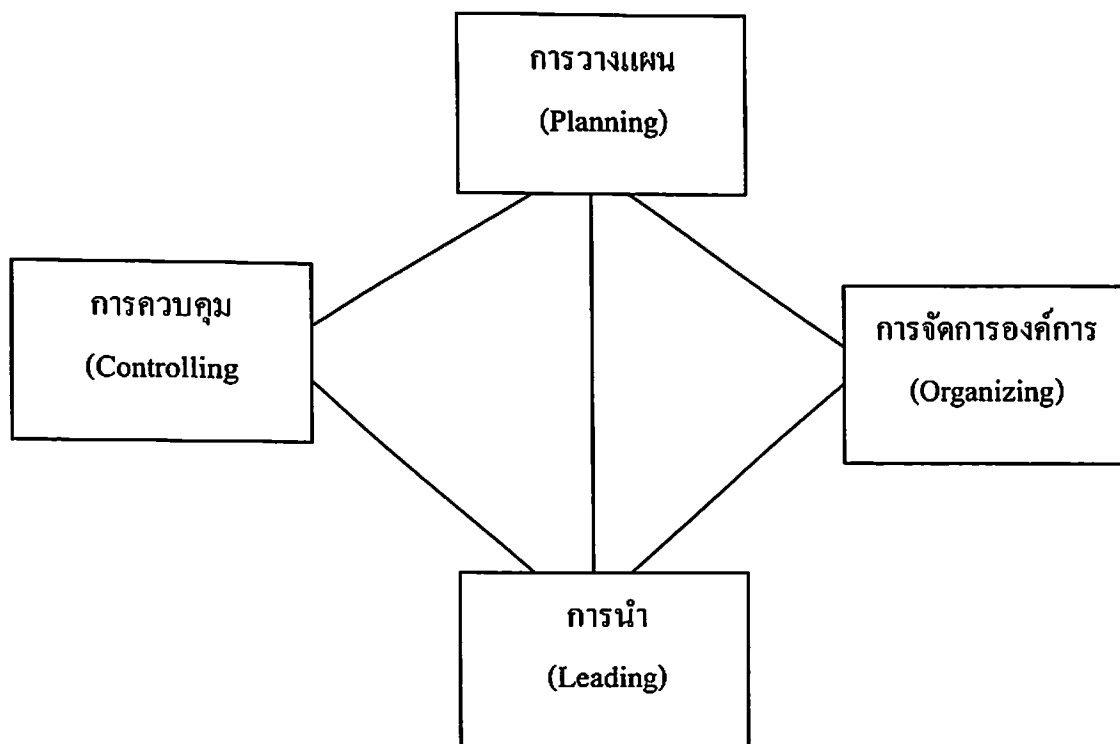 การวางแผน
(Planning)
การควบคุม
(Controlling
การจัดการองค์การ
(Organizing)
การนำ
(Leading)